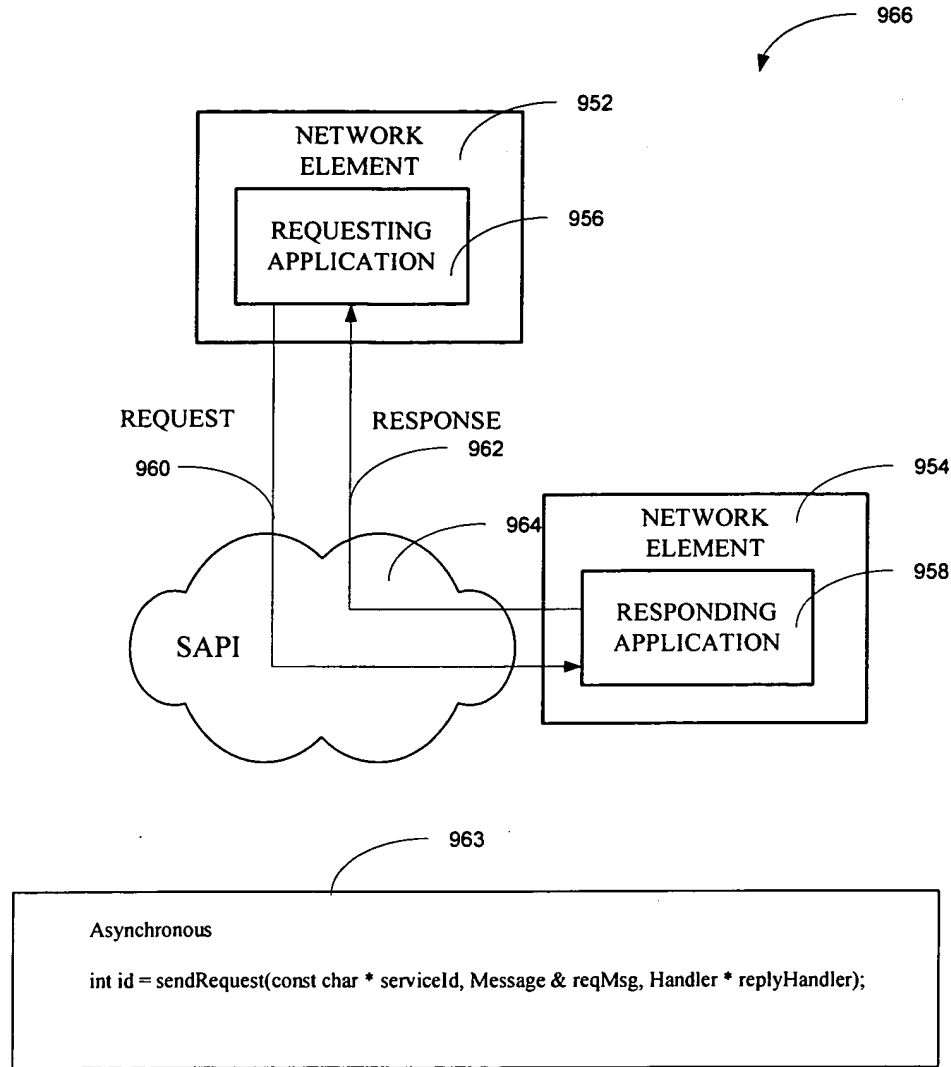 966
952
NETWORK
ELEMENT
956
REQUESTING
APPLICATION
REQUEST
RESPONSE
960
962
954
964
NETWORK
ELEMENT
958
RESPONDING
APPLICATION
SAPI
963
Asynchronous
int id = sendRequest(const char * serviceId, Message & reqMsg, Handler * replyHandler);